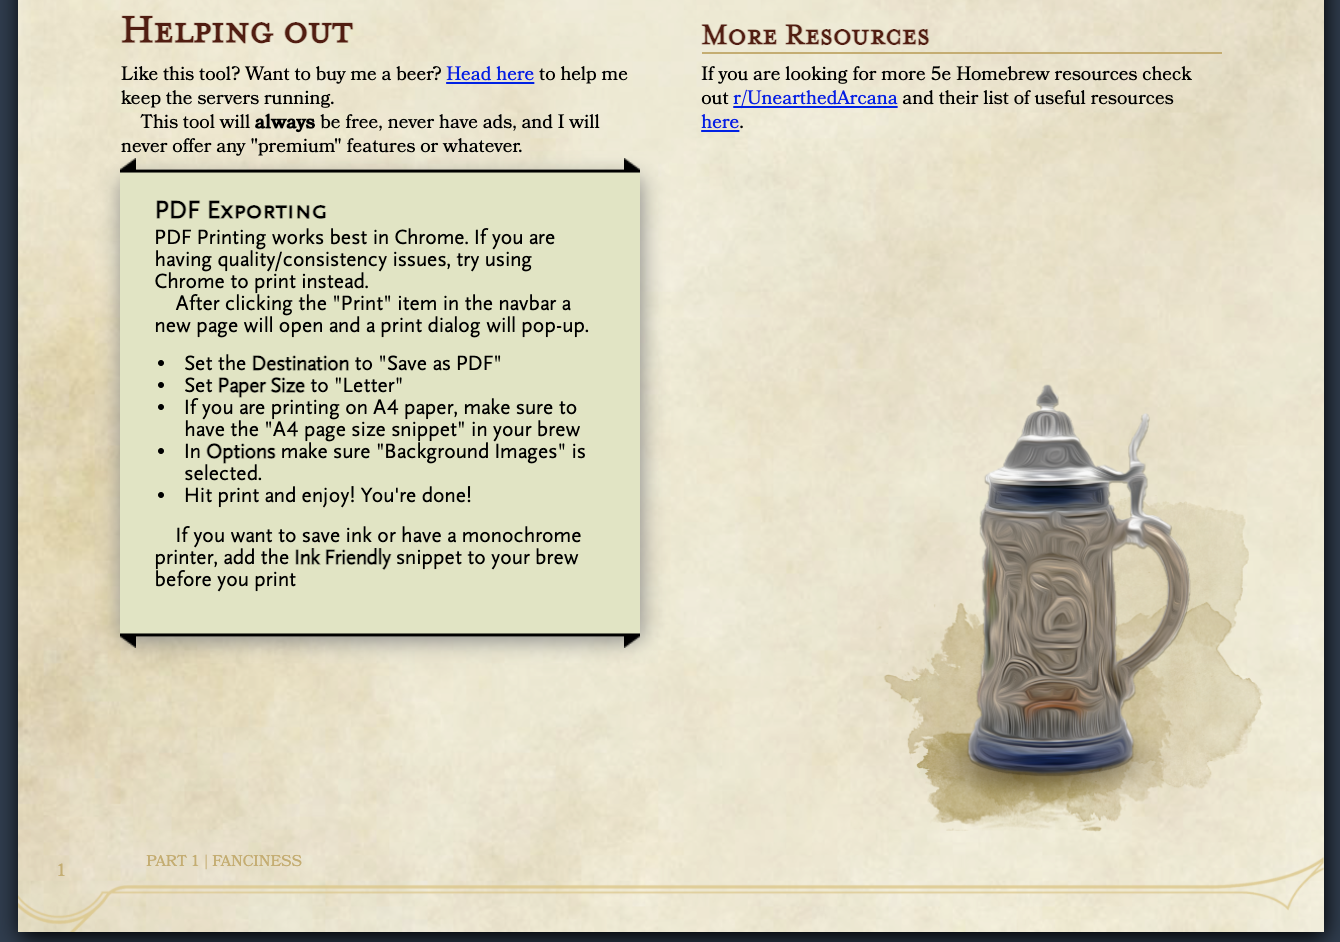 Helping out
Like this tool? Want to buy me a beer? Head here to help me
keep the servers running.
This tool will always be free, never have ads, and I will
never offer any "premium" features or whatever.
PDF Exporting
PDF Printing works best in Chrome. If you are
having quality/consistency issues, try using
Chrome to print instead.
After clicking the "Print" item in the navbar a
new page will open and a print dialog will pop-up.
• Set the Destination to "Save as PDF"
• Set Paper Size to "Letter"
• If you are printing on A4 paper, make sure to
have the "A4 page size snippet" in your brew
• In Options make sure "Background Images" is
selected.
• Hit print and enjoy! You're done!
If you want to save ink or have a monochrome
printer, add the Ink Friendly snippet to your brew
before you print
More Resources
If you are looking for more 5e Homebrew resources check
out r/UnearthedArcana and their list of useful resources
here.
PART 1 | FANCINESS
1